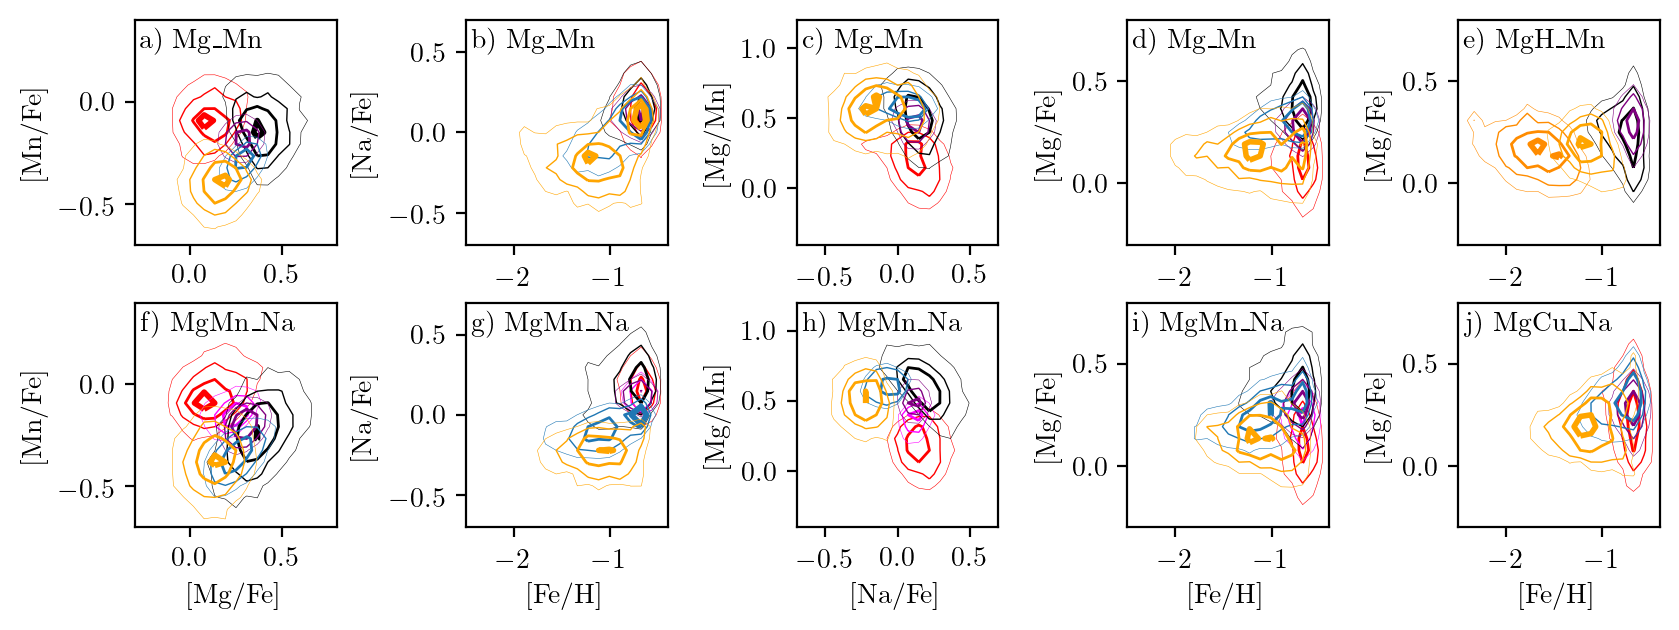 a) Mg_Mn
[Mn/Fe]
0.0
−0.5
0.0 0.5
b) Mg_Mn
[Na/Fe]
0.5
0.0
−0.5
−2 −1
c) Mg_Mn
[Mg/Mn]
1.0
0.5
0.0
−0.5 0.0 0.5
d) Mg_Mn
[Mg/Fe]
0.5
0.0
−2 −1
e) MgH_Mn
[Mg/Fe]
0.5
0.0
−2 −1
f) MgMn_Na
[Mn/Fe]
0.0
−0.5
0.0 0.5
[Mg/Fe]
g) MgMn_Na
[Na/Fe]
0.5
0.0
−0.5
−2 −1
[Fe/H]
h) MgMn_Na
[Mg/Mn]
1.0
0.5
0.0
−0.5 0.0 0.5
[Na/Fe]
i) MgMn_Na
[Mg/Fe]
0.5
0.0
−2 −1
[Fe/H]
j) MgCu_Na
[Mg/Fe]
0.5
0.0
−2 −1
[Fe/H]